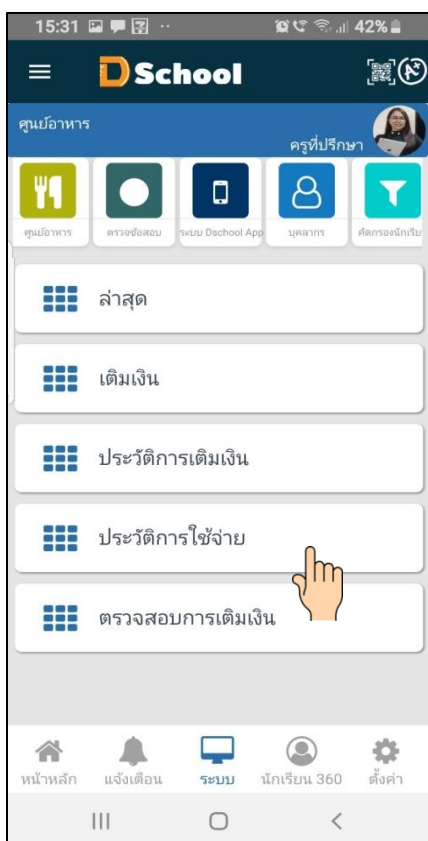 15:31
42%
DSchool
A+
ศูนย์อาหาร
ครูที่ปรึกษา
ศูนย์อาหาร ตรวจข้อสอบ ระบบ Dschool App บุคลากร คัดกรองนักเรีย
ล่าสุด
เติมเงิน
ประวัติการเติมเงิน
ประวัติการใช้จ่าย
ตรวจสอบการเติมเงิน
หน้าหลัก แจ้งเตือน ระบบ นักเรียน 360 ตั้งค่า